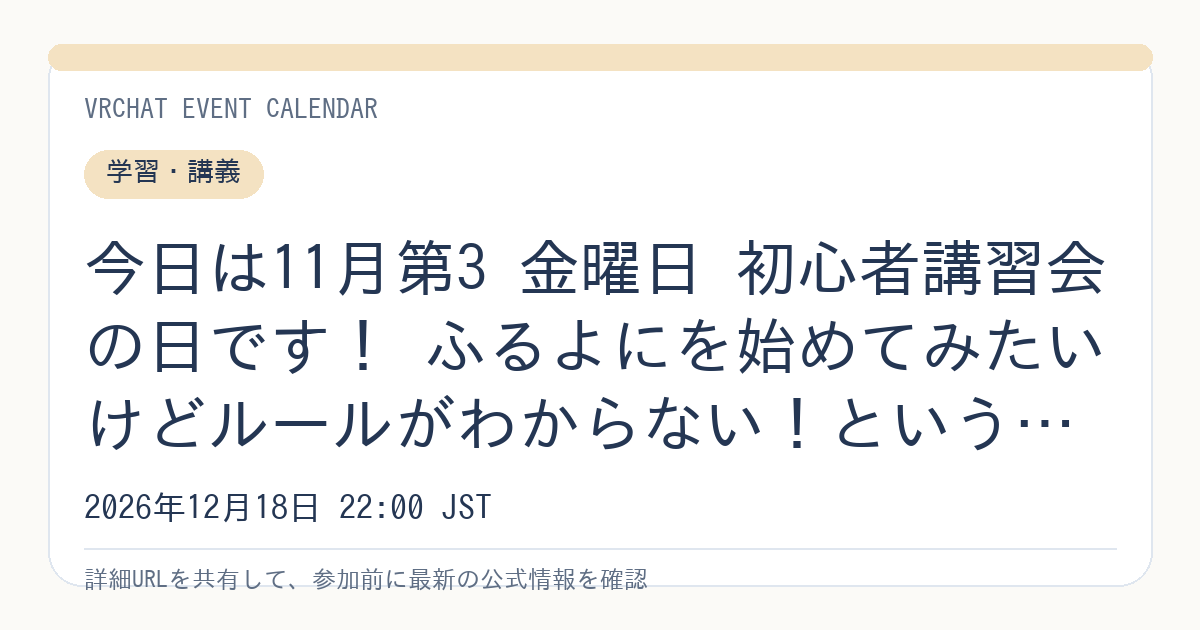 VRCHAT EVENT CALENDAR
学習・講義
今日は11月第3 金曜日 初心者講習会
の日です！ ふるよにを始めてみたい
けどルールがわからない！という…
2026年12月18日 22:00 JST
詳細URLを共有して、参加前に最新の公式情報を確認